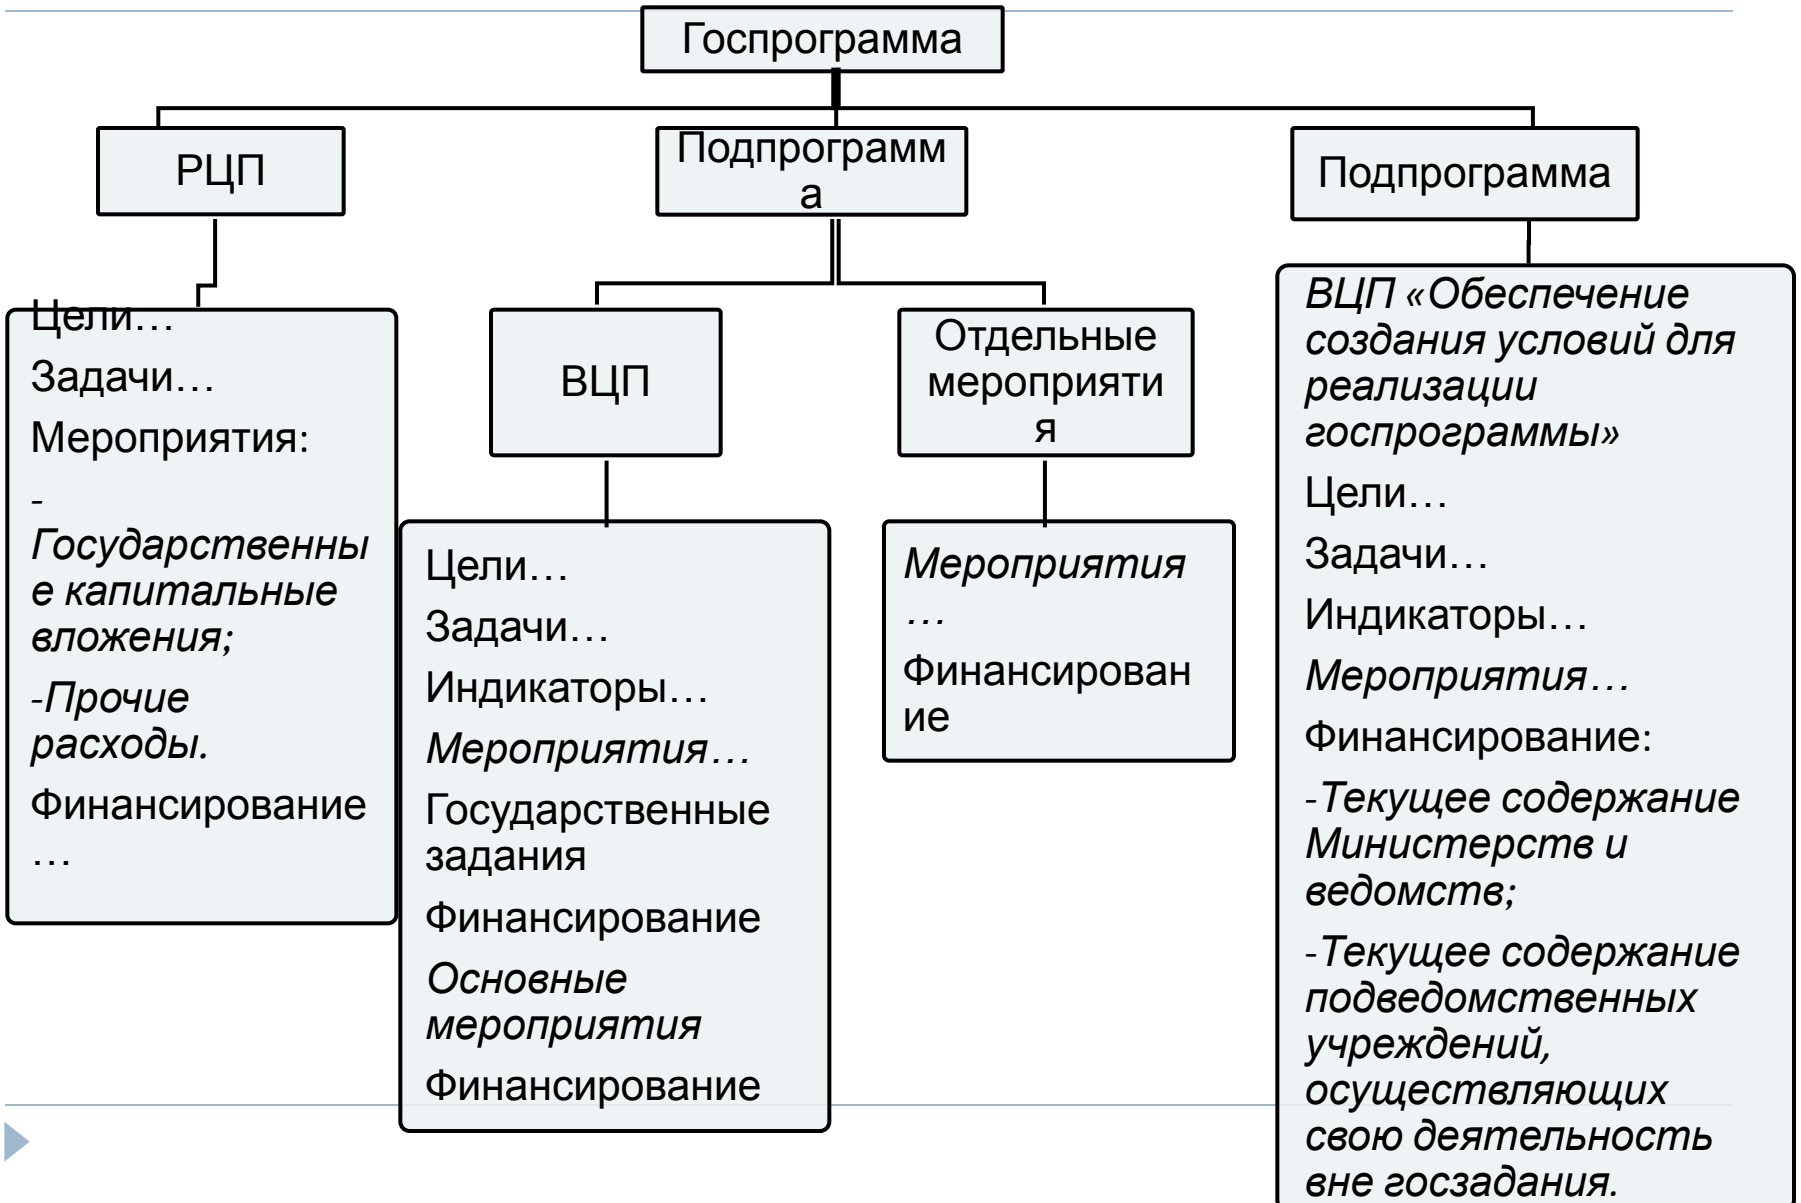 Госпрограмма
РЦП
Подпрограмм
а
Подпрограмма
Цели…
Задачи…
Мероприятия:
-
Государственны
е капитальные
вложения;
-Прочие
расходы.
Финансирование
…
ВЦП
Отдельные
мероприяти
я
Цели…
Задачи…
Индикаторы…
Мероприятия…
Государственные
задания
Финансирование
Основные
мероприятия
Финансирование
Мероприятия
…
Финансирован
ие
ВЦП «Обеспечение
создания условий для
реализации
госпрограммы»
Цели…
Задачи…
Индикаторы…
Мероприятия…
Финансирование:
-Текущее содержание
Министерств и
ведомств;
-Текущее содержание
подведомственных
учреждений,
осуществляющих
свою деятельность
вне госзадания.